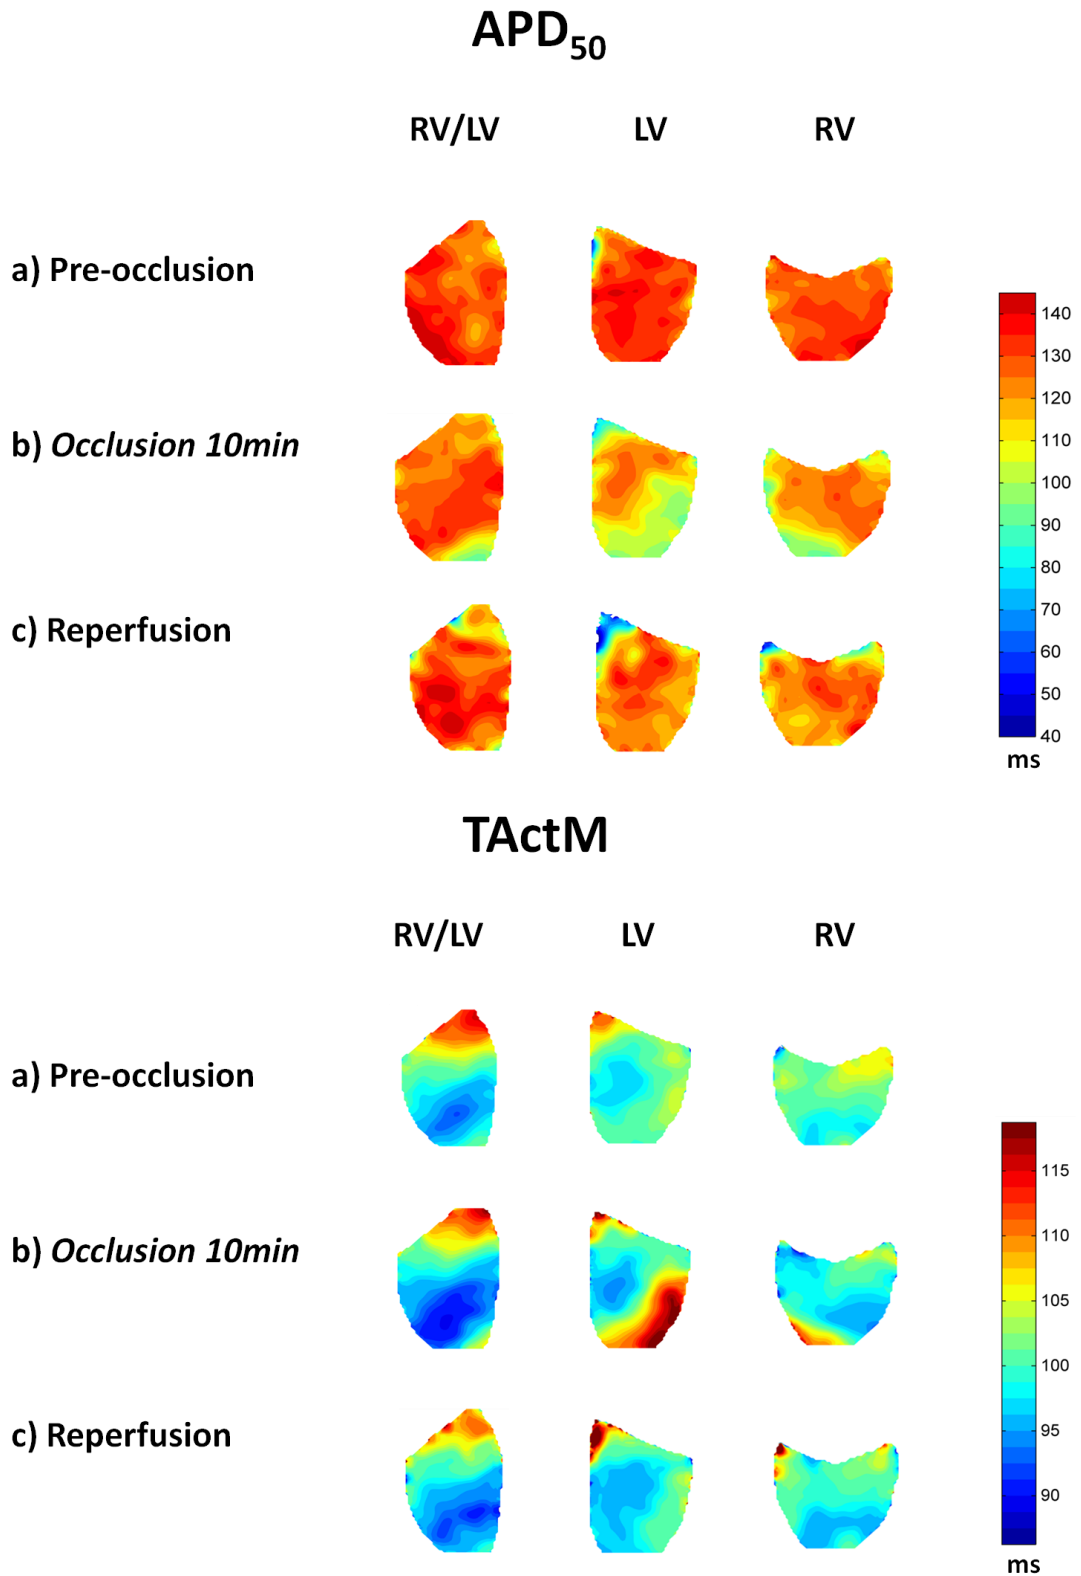 APD50
RV/LV LV RV
a) Pre-occlusion
b) Occlusion 10min
c) Reperfusion
140
130
120
110
100
90
80
70
60
50
40
ms
TActM
RV/LV LV RV
a) Pre-occlusion
b) Occlusion 10min
c) Reperfusion
115
110
105
100
95
90
ms